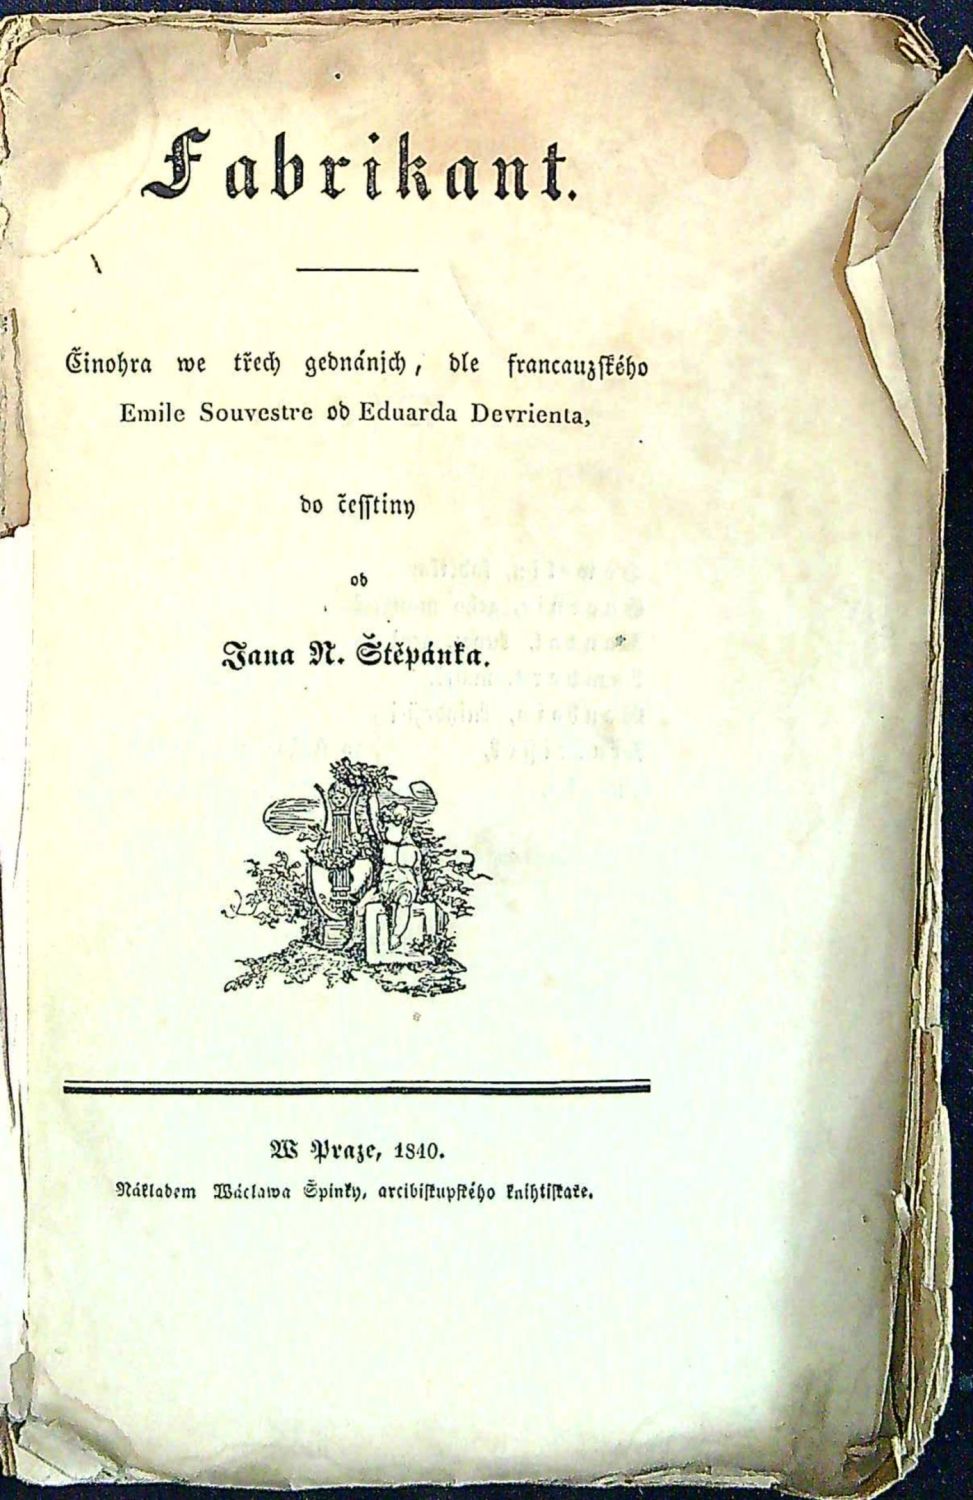 Fabrikant.
Činohra we třech gednánjch, dle francauzského
Emile Souvestre od Eduarda Devrienta,
do čessтiny
od
Jana N. Štěpánka.
W Praze, 1840.
Nákladem Wáclawa Špinky, arcibiskupského knihtiskaře.